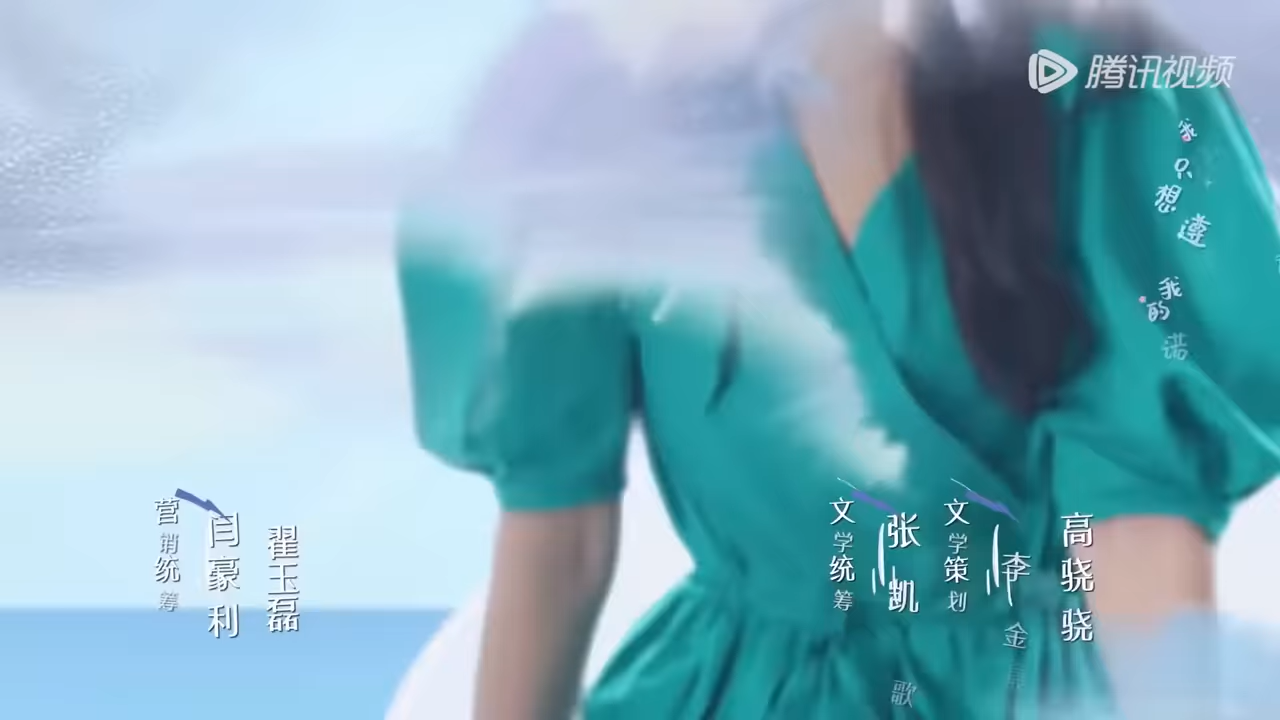 腾讯视频
我只想遵
我的诺
营销统筹
闫豪利
翟玉磊
文学统筹
张凯
歌
文学策划
李金
高骁骁